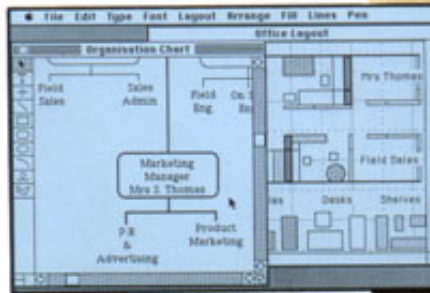 File Edit Type Font Layout Arrange Fill Lines Pen
Office Layout
Organisation Chart
Field
Sales
Sales
Admin
Field
Eng.
On
Marketing
Manager
Mrs S. Thomas
P R
&
Advertising
Product
Marketing
Mrs Thomas
Field Sales
Desks
Shelves